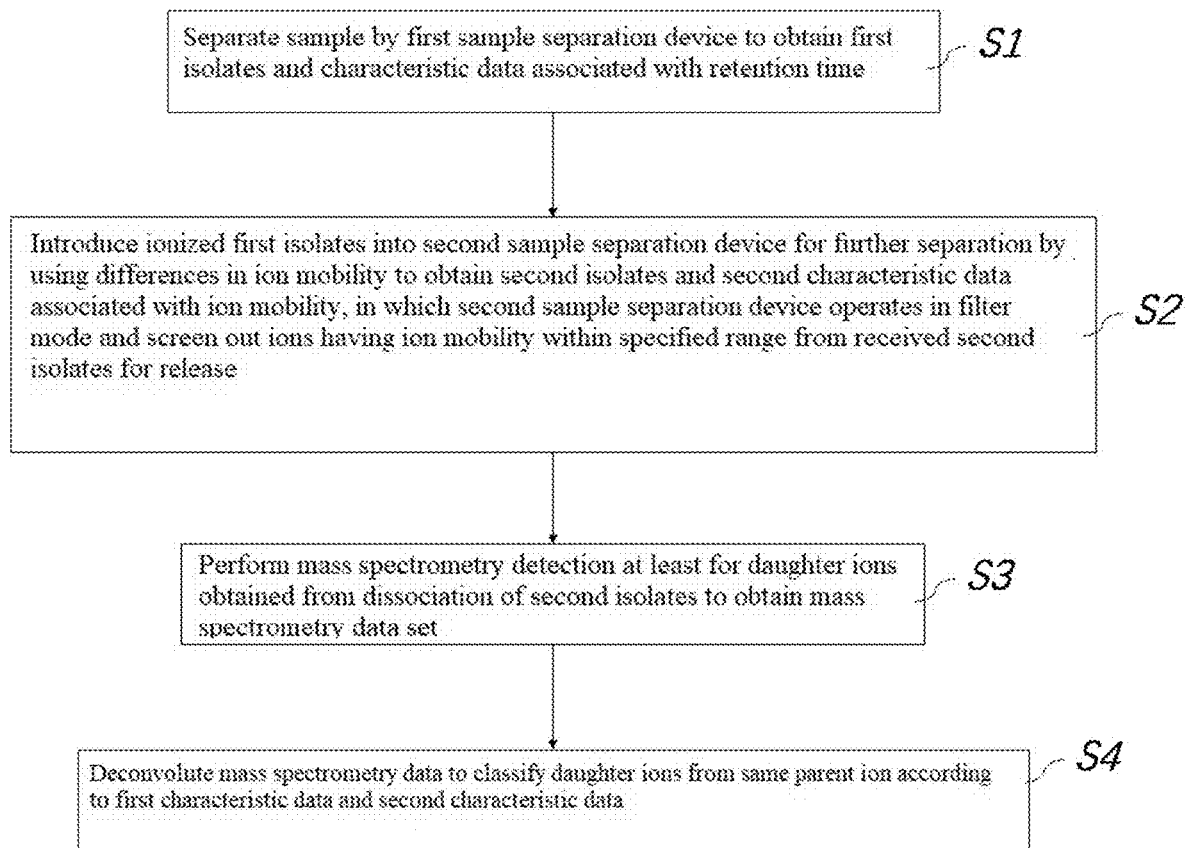 Separate sample by first sample separation device to obtain first
isolates and characteristic data associated with retention time
S1
Introduce ionized first isolates into second sample separation device for further separation by
using differences in ion mobility to obtain second isolates and second characteristic data
associated with ion mobility, in which second sample separation device operates in filter
mode and screen out ions having ion mobility within specified range from received second
isolates for release
S2
Perform mass spectrometry detection at least for daughter ions
obtained from dissociation of second isolates to obtain mass
spectrometry data set
S3
Deconvolute mass spectrometry data to classify daughter ions from same parent ion according
to first characteristic data and second characteristic data
S4